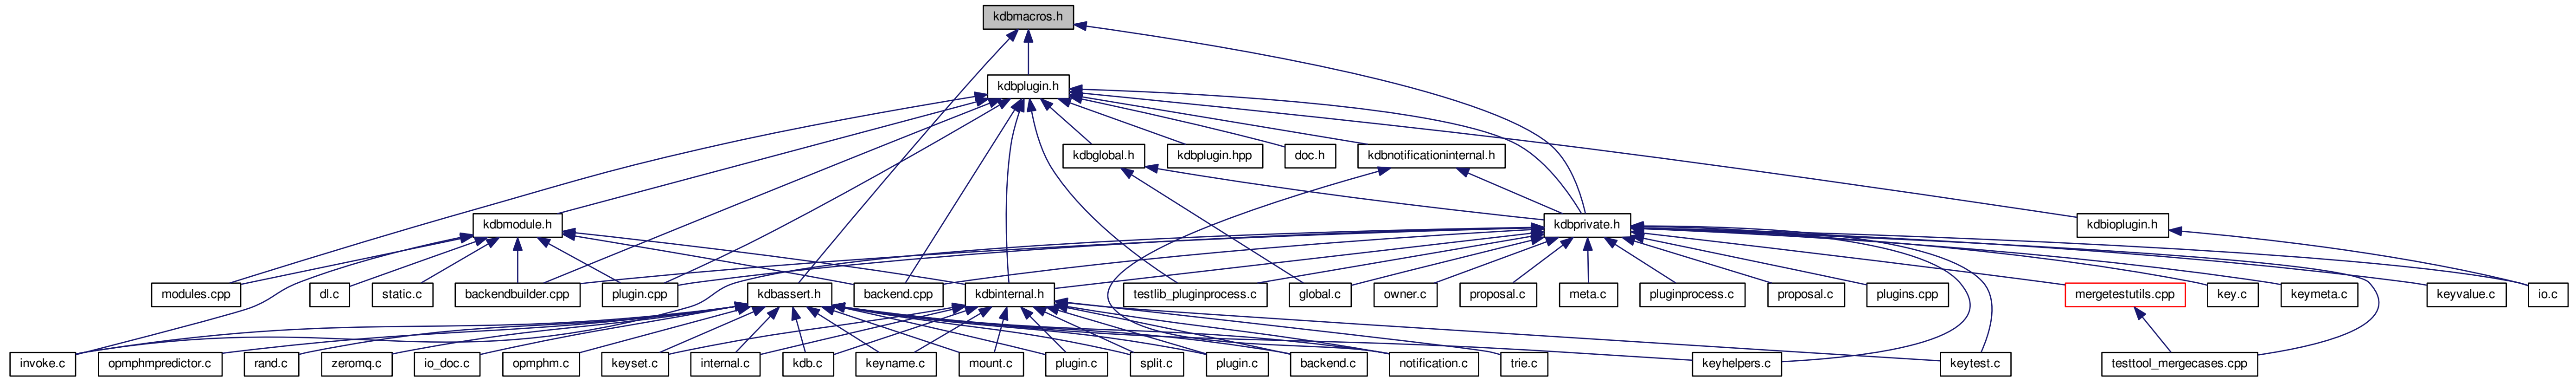 kdbmacros.h
kdbplugin.h
kdbglobal.h
kdbplugin.hpp
doc.h
kdbnotificationinternal.h
kdbmodule.h
kdbprivate.h
kdbioplugin.h
modules.cpp
dl.c
static.c
backendbuilder.cpp
plugin.cpp
kdbassert.h
backend.cpp
kdbinternal.h
testlib_pluginprocess.c
global.c
owner.c
proposal.c
meta.c
pluginprocess.c
proposal.c
plugins.cpp
mergetestutils.cpp
key.c
keymeta.c
keyvalue.c
io.c
invoke.c
opmphmpredictor.c
rand.c
zeromq.c
io_doc.c
opmphm.c
keyset.c
internal.c
kdb.c
keyname.c
mount.c
plugin.c
split.c
plugin.c
backend.c
notification.c
trie.c
keyhelpers.c
keytest.c
testtool_mergecases.cpp